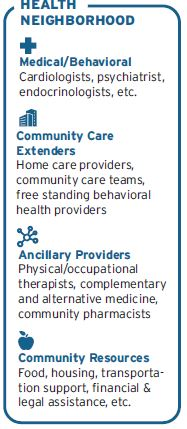 HEALTH
NEIGHBORHOOD
Medical/Behavioral
Cardiologists, psychiatrist,
endocrinologists, etc.
Community Care
Extenders
Home care providers,
community care teams,
free standing behavioral
health providers
Ancillary Providers
Physical/occupational
therapists, complementary
and alternative medicine,
community pharmacists
Community Resources
Food, housing, transporta-
tion support, financial &
legal assistance, etc.